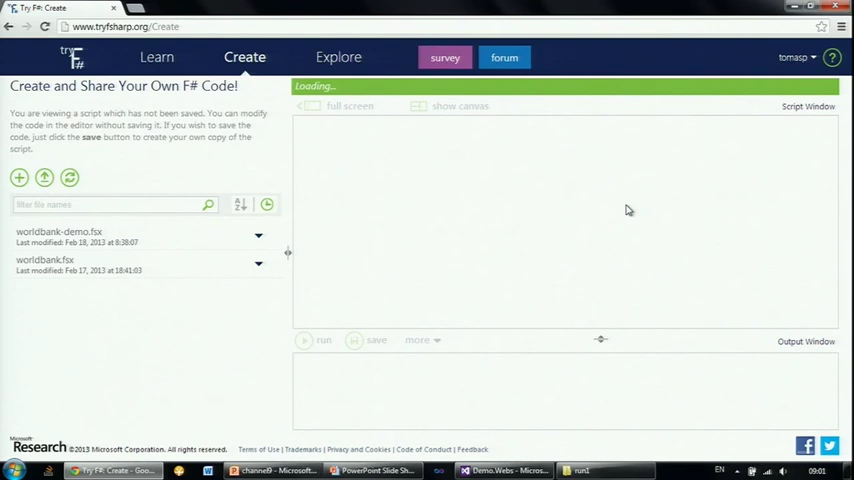 Try F#: Create
www.tryfsharp.org/Create
try F#
Learn
Create
Explore
survey
forum
tomasp
?
Create and Share Your Own F# Code!
You are viewing a script which has not been saved. You can modify
the code in the editor without saving it. If you wish to save the
code, just click the save button to create your own copy of the
script.
filter file names
A
Z
worldbank-demo.fsx
Last modified: Feb 18, 2013 at 8:38:07
worldbank.fsx
Last modified: Feb 17, 2013 at 18:41:03
Loading...
full screen
show canvas
Script Window
run
save
more
Output Window
Microsoft
Research
©2013 Microsoft Corporation. All rights reserved.
Terms of Use | Trademarks | Privacy and Cookies | Code of Conduct | Feedback
Try F#: Create - Goo...
channel9 - Microsoft...
PowerPoint Slide Sh...
Demo.Webs - Microsos...
run1
EN
09:01